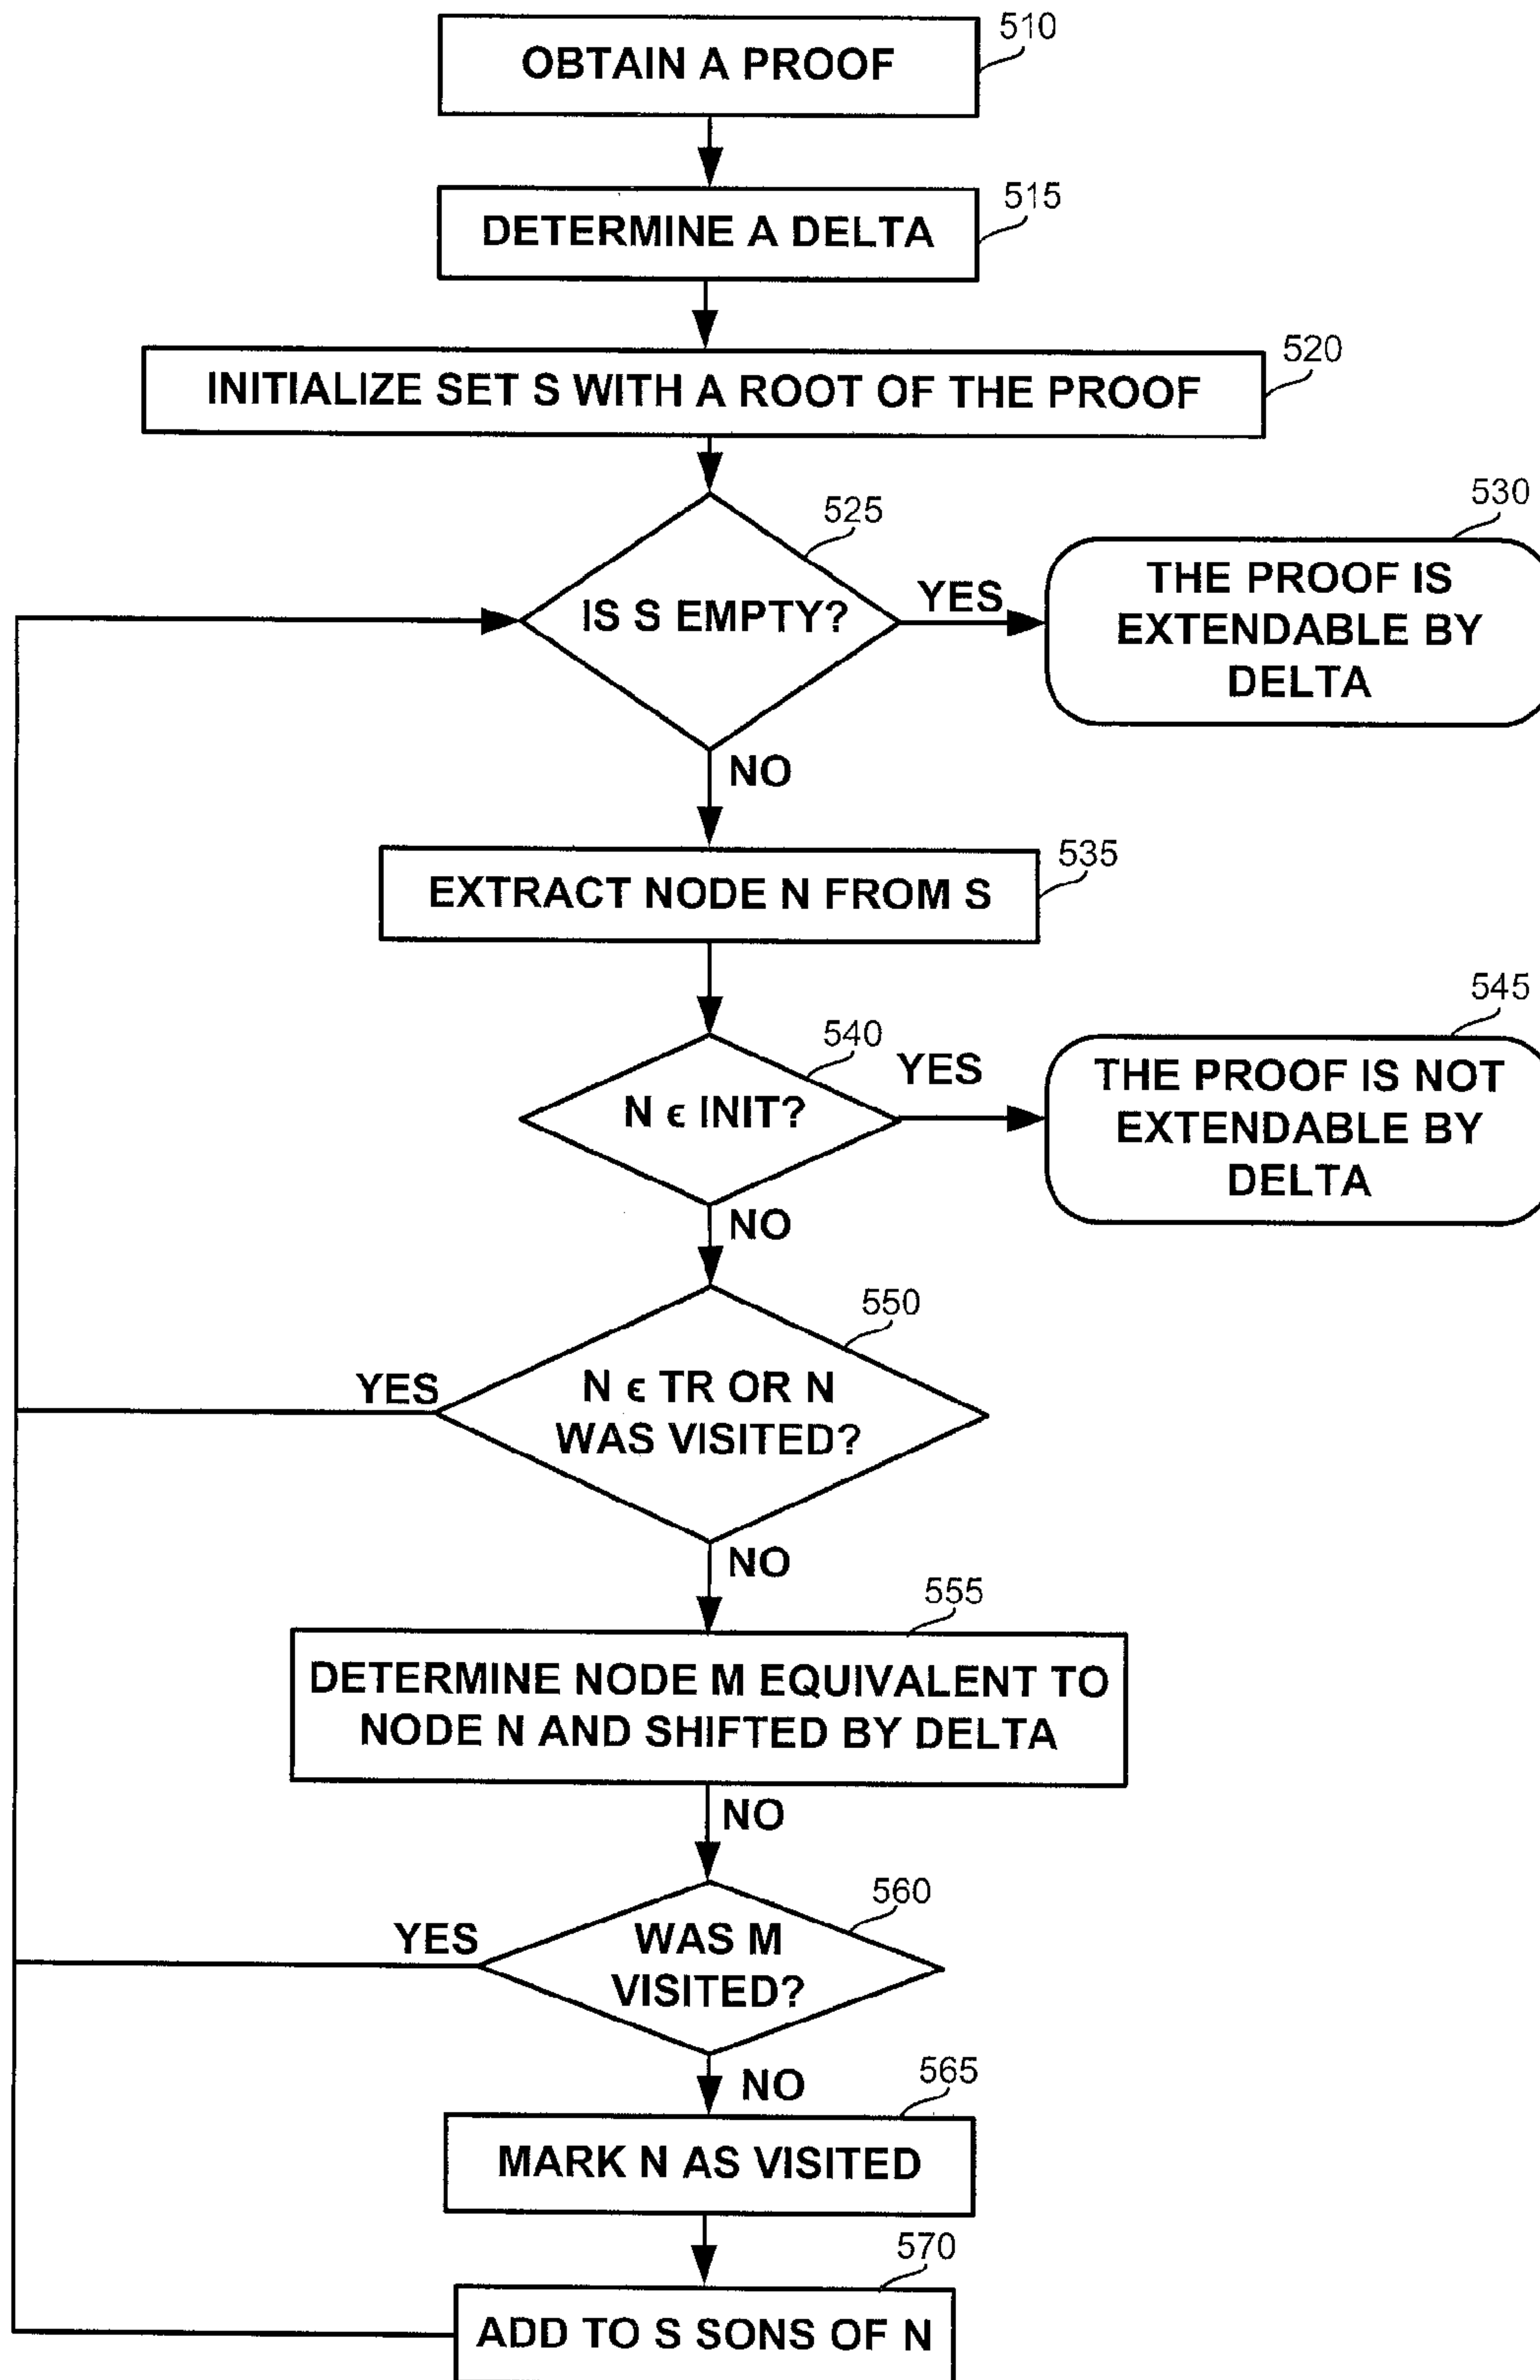 510
OBTAIN A PROOF
515
DETERMINE A DELTA
520
INITIALIZE SET S WITH A ROOT OF THE PROOF
525
530
IS S EMPTY?
YES
THE PROOF IS
EXTENDABLE BY
DELTA
NO
535
EXTRACT NODE N FROM S
540
545
N ϵ INIT?
YES
THE PROOF IS NOT
EXTENDABLE BY
DELTA
NO
550
YES
N ϵ TR OR N
WAS VISITED?
NO
555
DETERMINE NODE M EQUIVALENT TO
NODE N AND SHIFTED BY DELTA
NO
560
YES
WAS M
VISITED?
NO
565
MARK N AS VISITED
570
ADD TO S SONS OF N